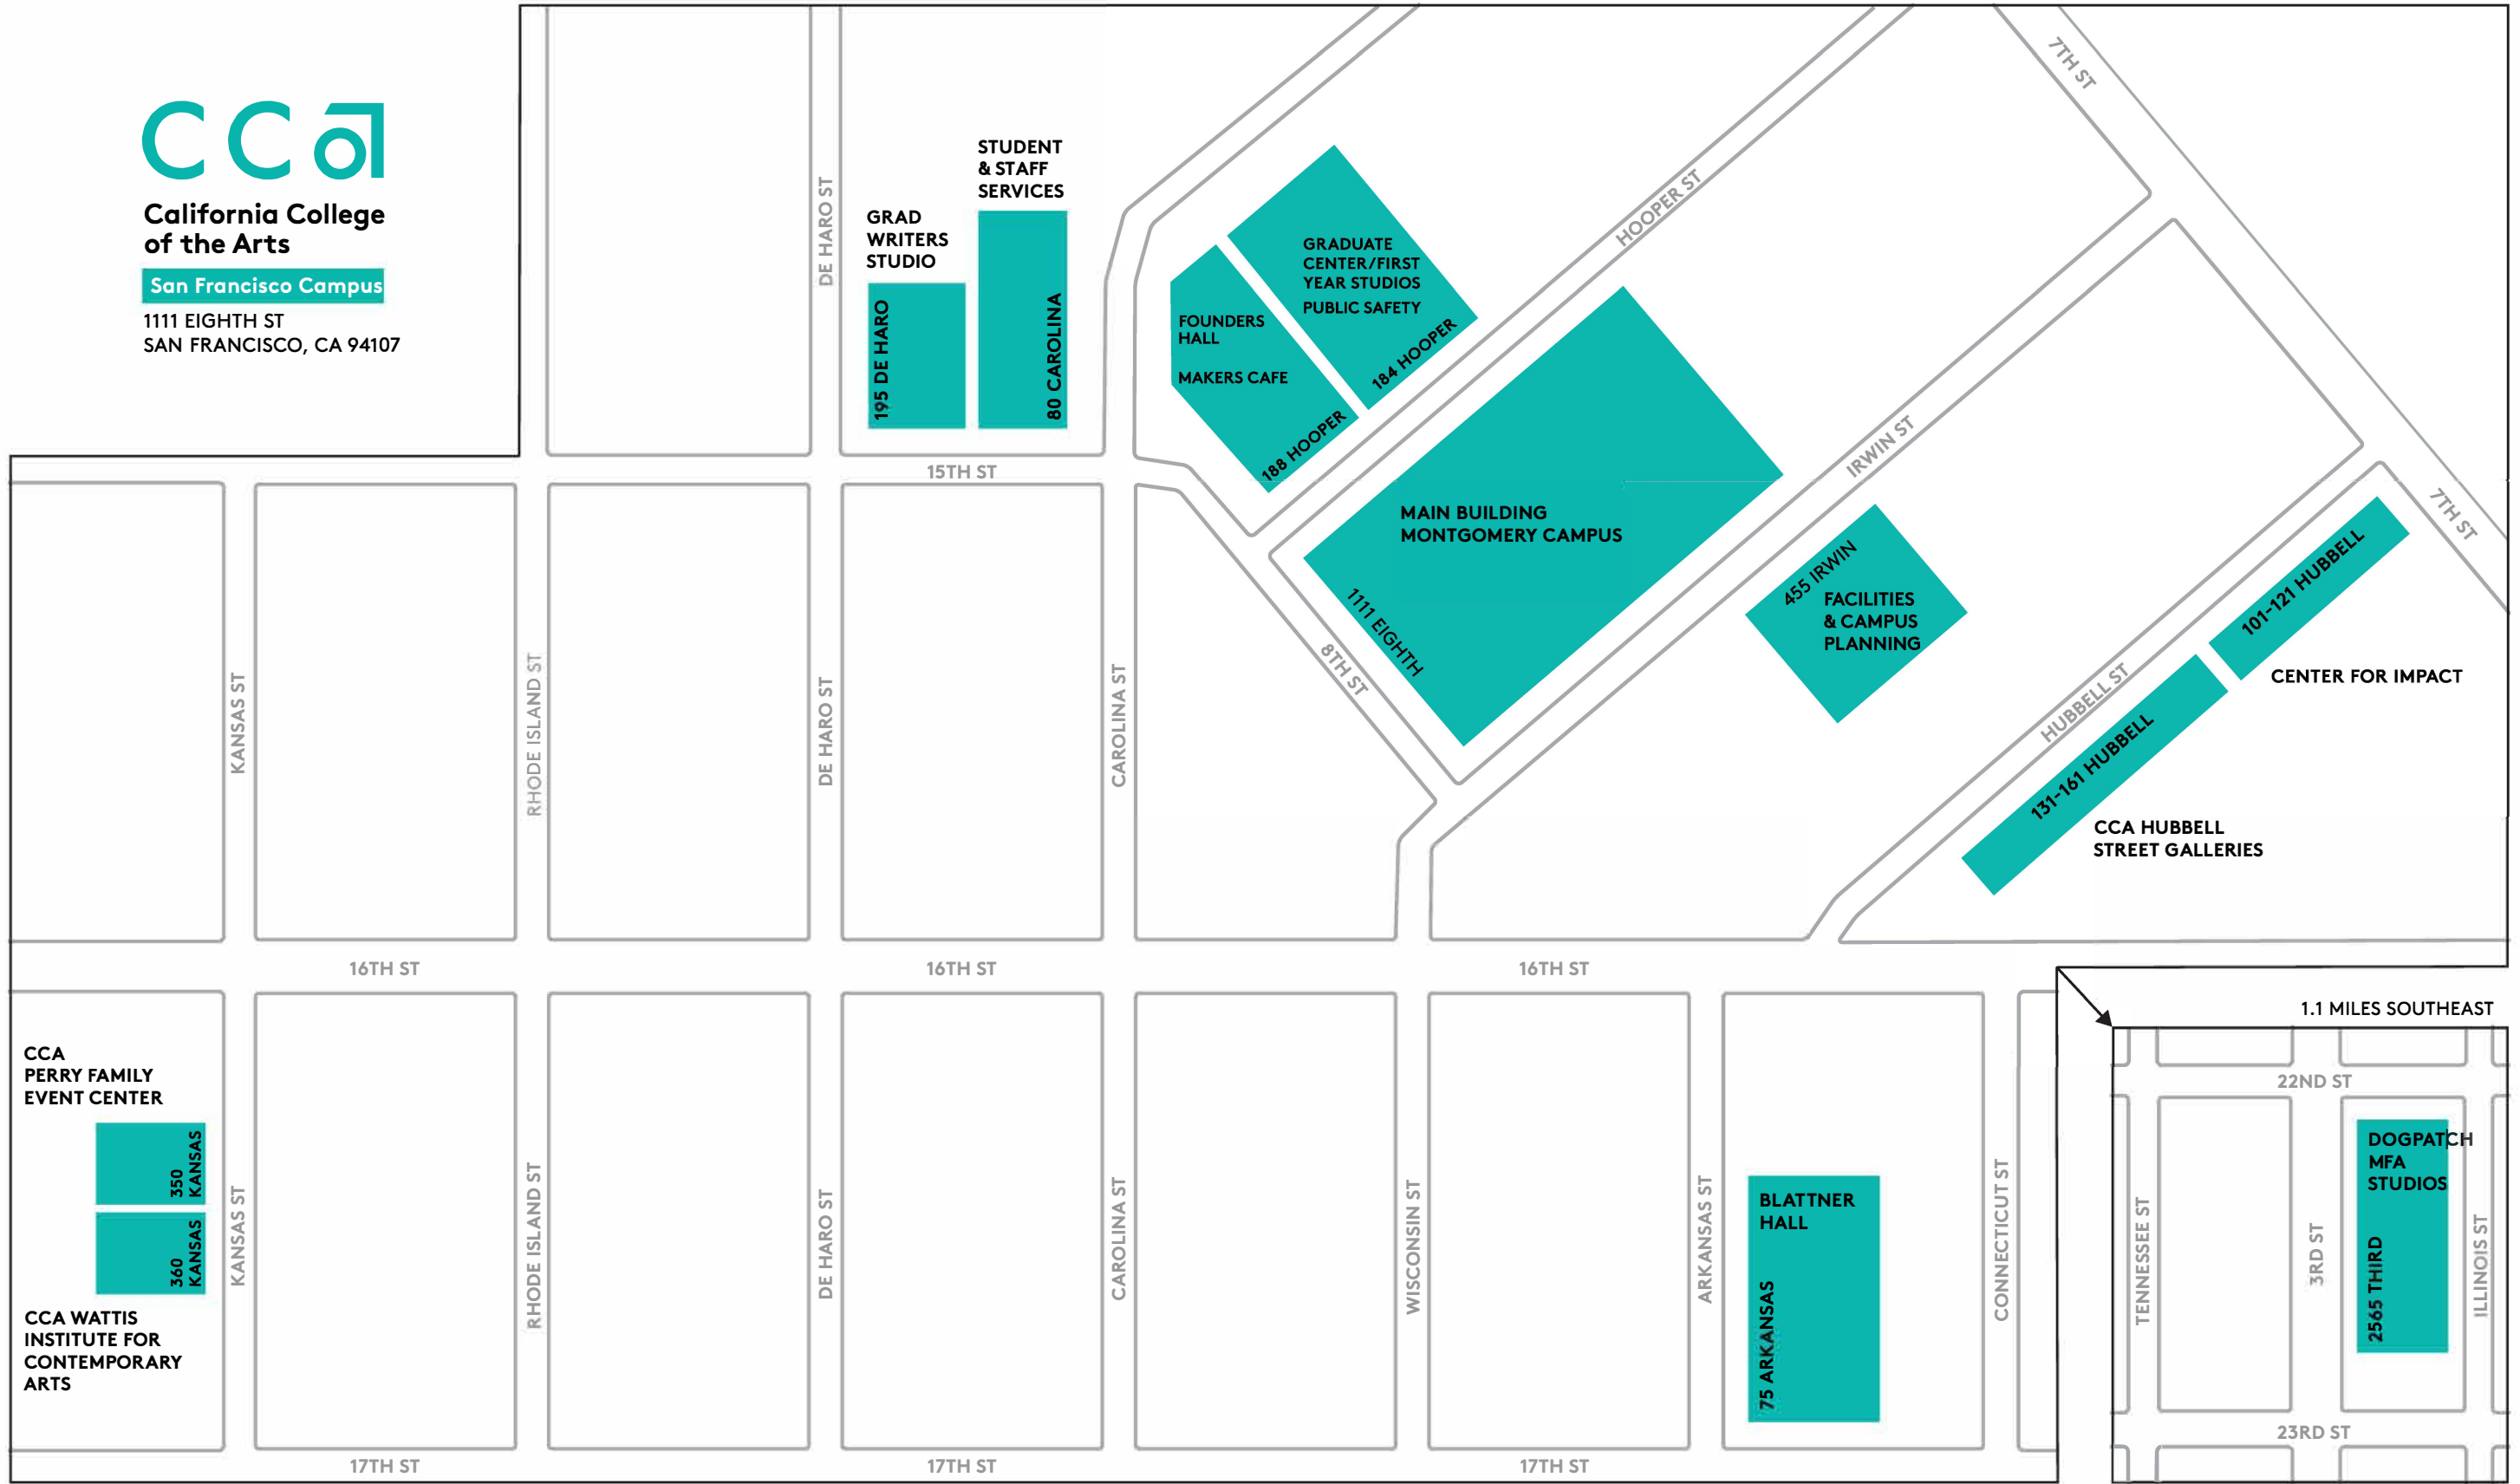 CCA
California College
of the Arts
San Francisco Campus
1111 EIGHTH ST
SAN FRANCISCO, CA 94107
7TH ST
DE HARO ST
STUDENT
& STAFF
SERVICES
80 CAROLINA
GRAD
WRITERS
STUDIO
195 DE HARO
HOOPER ST
GRADUATE
CENTER/FIRST
YEAR STUDIOS
PUBLIC SAFETY
184 HOOPER
FOUNDERS
HALL
MAKERS CAFE
188 HOOPER
15TH ST
MAIN BUILDING
MONTGOMERY CAMPUS
1111 EIGHTH
IRWIN ST
455 IRWIN
FACILITIES
& CAMPUS
PLANNING
7TH ST
101-121 HUBBELL
CENTER FOR IMPACT
HUBBELL ST
131-161 HUBBELL
CCA HUBBELL
STREET GALLERIES
KANSAS ST
RHODE ISLAND ST
DE HARO ST
CAROLINA ST
8TH ST
16TH ST
16TH ST
16TH ST
1.1 MILES SOUTHEAST
CCA
PERRY FAMILY
EVENT CENTER
350
KANSAS
360
KANSAS
CCA WATTIS
INSTITUTE FOR
CONTEMPORARY
ARTS
KANSAS ST
RHODE ISLAND ST
DE HARO ST
CAROLINA ST
WISCONSIN ST
ARKANSAS ST
BLATTNER
HALL
75 ARKANSAS
CONNECTICUT ST
22ND ST
TENNESSEE ST
3RD ST
DOGPATCH
MFA
STUDIOS
2565 THIRD
ILLINOIS ST
23RD ST
17TH ST
17TH ST
17TH ST